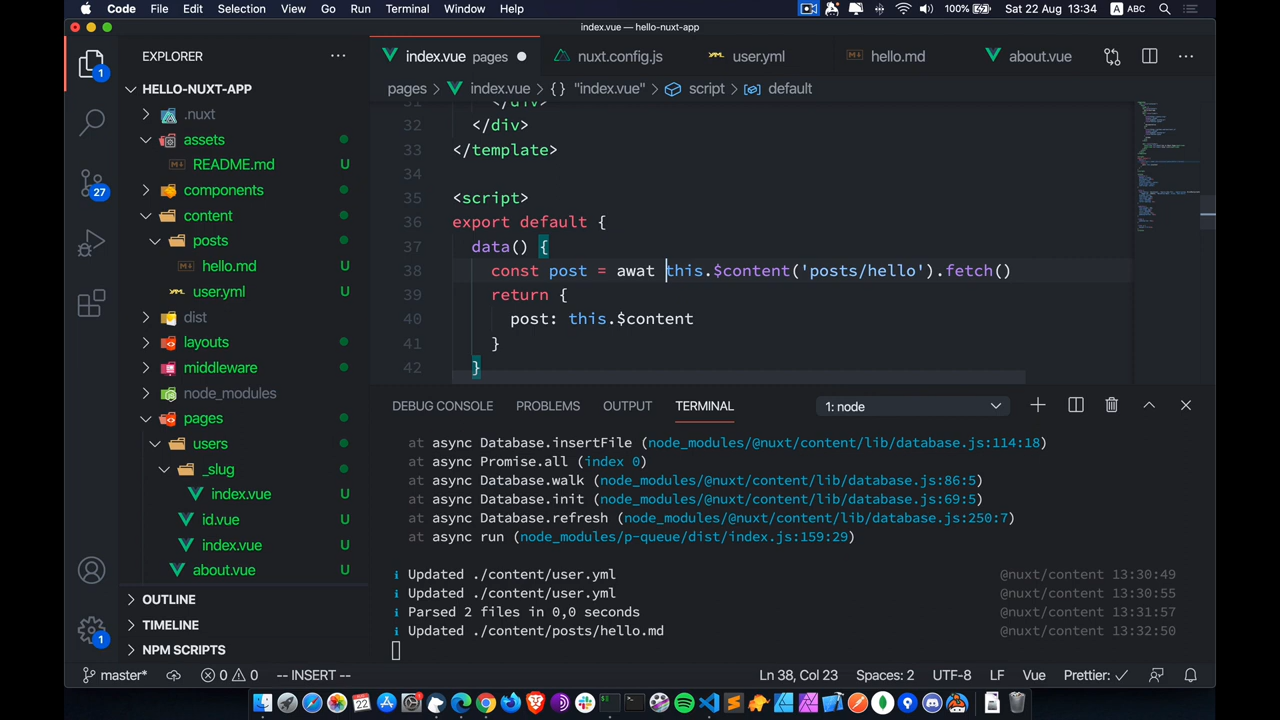 Code File Edit Selection View Go Run Terminal Window Help 100% Sat 22 Aug 13:34 A ABC
index.vue — hello-nuxt-app
EXPLORER
index.vue pages
nuxt.config.js
user.yml
hello.md
about.vue
pages > index.vue > {} "index.vue" > script > default
HELLO-NUXT-APP
.nuxt
assets
README.md U
components
content
posts
hello.md U
user.yml U
dist
layouts
middleware
node_modules
pages
users
_slug
index.vue U
id.vue U
index.vue U
about.vue U
OUTLINE
TIMELINE
NPM SCRIPTS
1
27
1
31 </div>
32 </div>
33 </template>
34
35 <script>
36 export default {
37 data() {
38 const post = awat this.$content('posts/hello').fetch()
39 return {
40 post: this.$content
41 }
42 }
DEBUG CONSOLE PROBLEMS OUTPUT TERMINAL 1: node
at async Database.insertFile (node_modules/@nuxt/content/lib/database.js:114:18)
at async Promise.all (index 0)
at async Database.walk (node_modules/@nuxt/content/lib/database.js:86:5)
at async Database.init (node_modules/@nuxt/content/lib/database.js:69:5)
at async Database.refresh (node_modules/@nuxt/content/lib/database.js:250:7)
at async run (node_modules/p-queue/dist/index.js:159:29)
i Updated ./content/user.yml @nuxt/content 13:30:49
i Updated ./content/user.yml @nuxt/content 13:30:55
i Parsed 2 files in 0,0 seconds @nuxt/content 13:31:57
i Updated ./content/posts/hello.md @nuxt/content 13:32:50
master* 0 0 -- INSERT -- Ln 38, Col 23 Spaces: 2 UTF-8 LF Vue Prettier: ✓